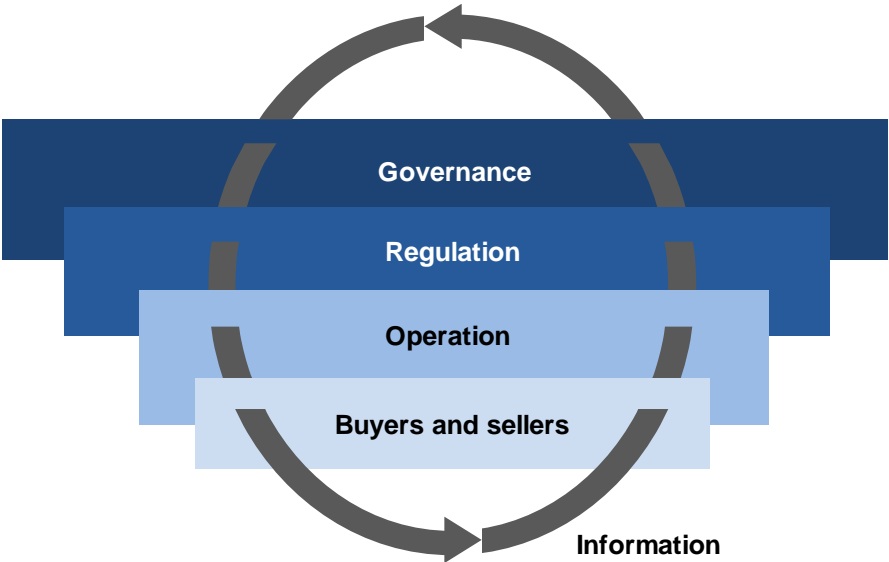 Governance
Regulation
Operation
Buyers and sellers
Information